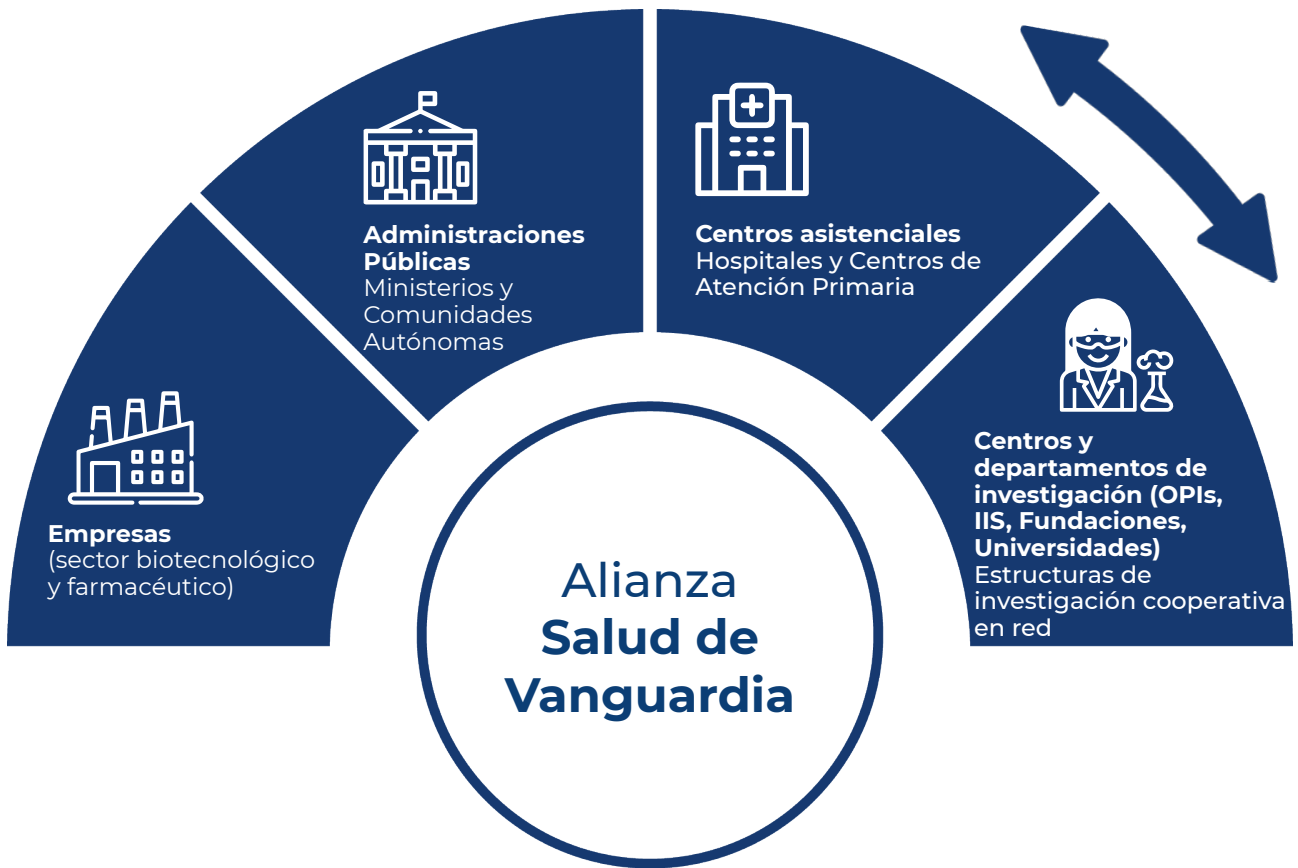 Administraciones
Públicas
Ministerios y
Comunidades
Autónomas
Centros asistenciales
Hospitales y Centros de
Atención Primaria
Empresas
(sector biotecnológico
y farmacéutico)
Centros y
departamentos de
investigación (OPIs,
IIS, Fundaciones,
Universidades)
Estructuras de
investigación cooperativa
en red
Alianza
Salud de
Vanguardia